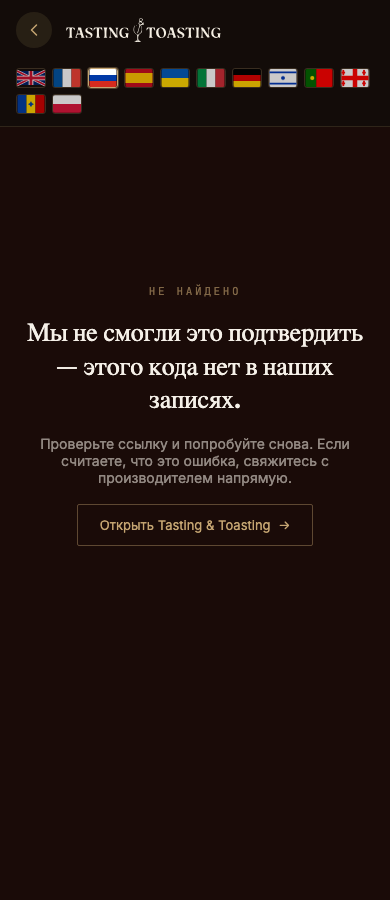 TASTING TOASTING
НЕ НАЙДЕНО
Мы не смогли это подтвердить
— этого кода нет в наших
записях.
Проверьте ссылку и попробуйте снова. Если
считаете, что это ошибка, свяжитесь с
производителем напрямую.
Открыть Tasting & Toasting →